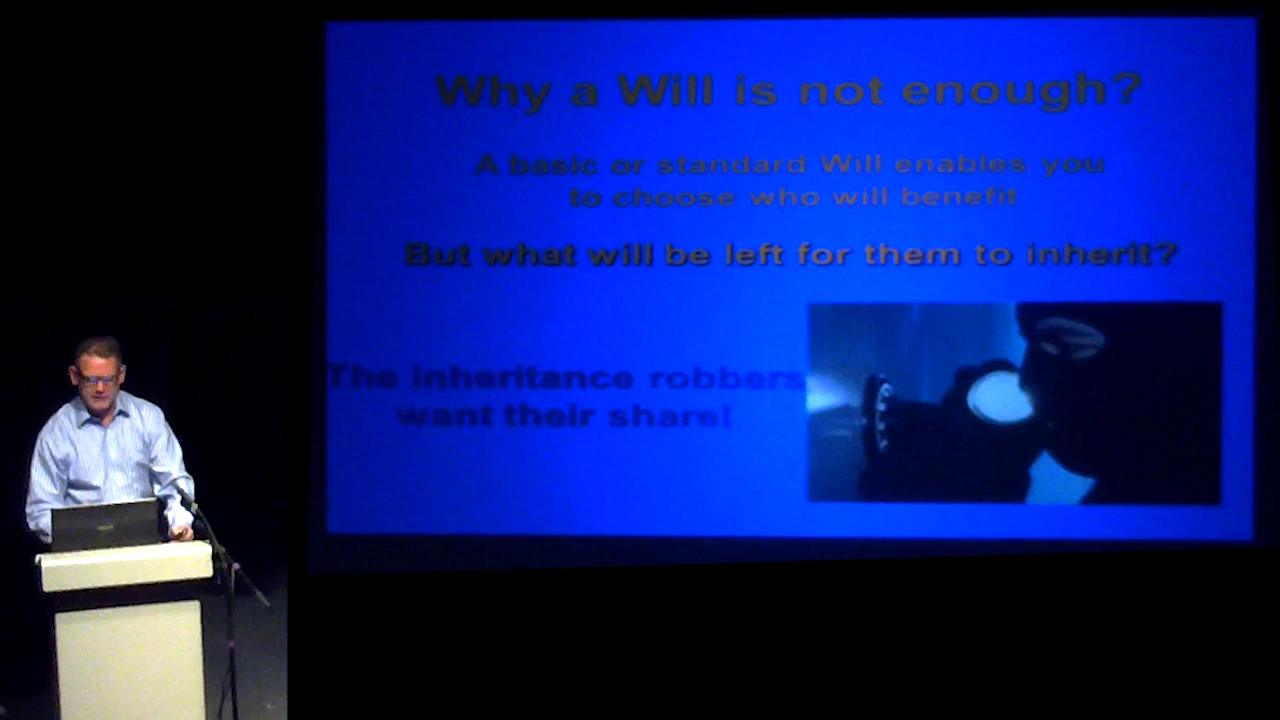 Why a Will is not enough?
A basic or standard Will enables you
to choose who will benefit
But what will be left for them to inherit?
The inheritance robbers
want their share!